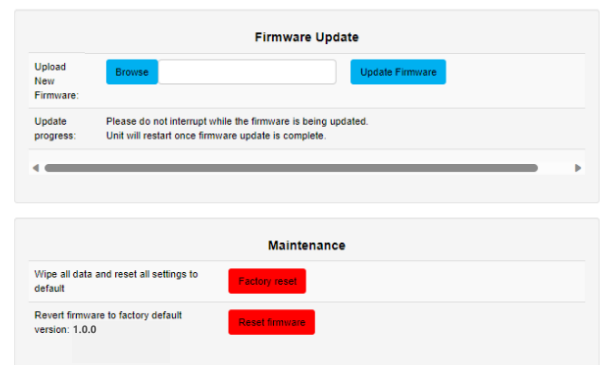 Firmware Update
Upload
New
Firmware:
Browse
Update Firmware
Update
progress:
Please do not interrupt while the firmware is being updated.
Unit will restart once firmware update is complete.
Maintenance
Wipe all data and reset all settings to
default
Factory reset
Revert firmware to factory default
version: 1.0.0
Reset firmware